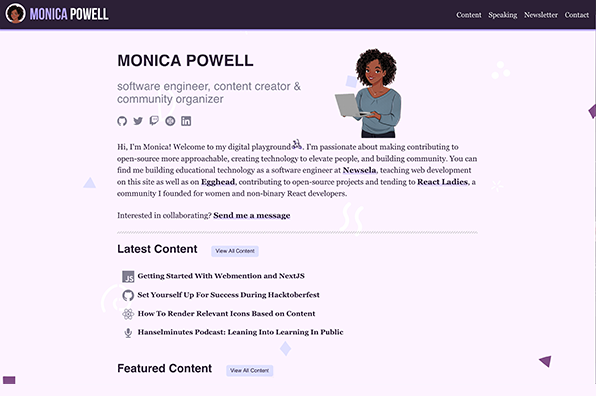 MONICA POWELL
Content Speaking Newsletter Contact
MONICA POWELL
software engineer, content creator &
community organizer
Hi, I'm Monica! Welcome to my digital playground. I'm passionate about making contributing to
open-source more approachable, creating technology to elevate people, and building community. You can
find me building educational technology as a software engineer at Newsela, teaching web development
on this site as well as on Egghead, contributing to open-source projects and tending to React Ladies, a
community I founded for women and non-binary React developers.
Interested in collaborating? Send me a message
Latest Content View All Content
JS Getting Started With Webmention and NextJS
Set Yourself Up For Success During Hacktoberfest
How To Render Relevant Icons Based on Content
Hanselminutes Podcast: Leaning Into Learning In Public
Featured Content View All Content